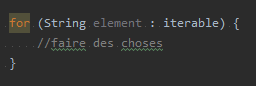 for (String element : iterable) {
//faire des choses
}